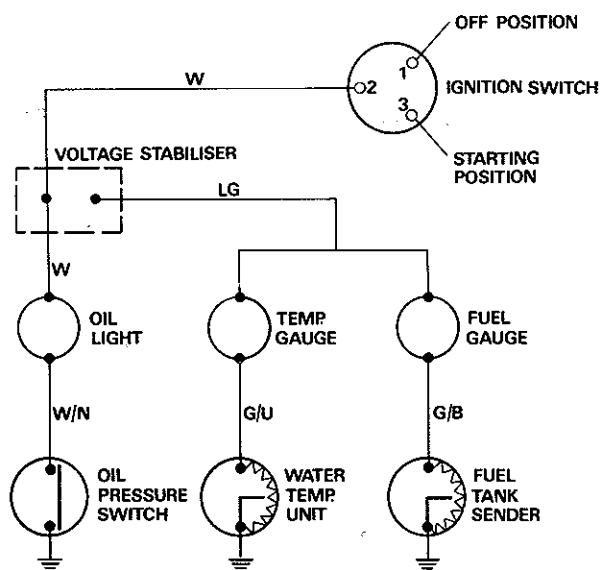 OFF POSITION
W
1
2
IGNITION SWITCH
3
VOLTAGE STABILISER
STARTING
POSITION
LG
W
OIL
LIGHT
TEMP.
GAUGE
FUEL
GAUGE
W/N
G/U
G/B
OIL
PRESSURE
SWITCH
WATER
TEMP.
UNIT
FUEL
TANK
SENDER